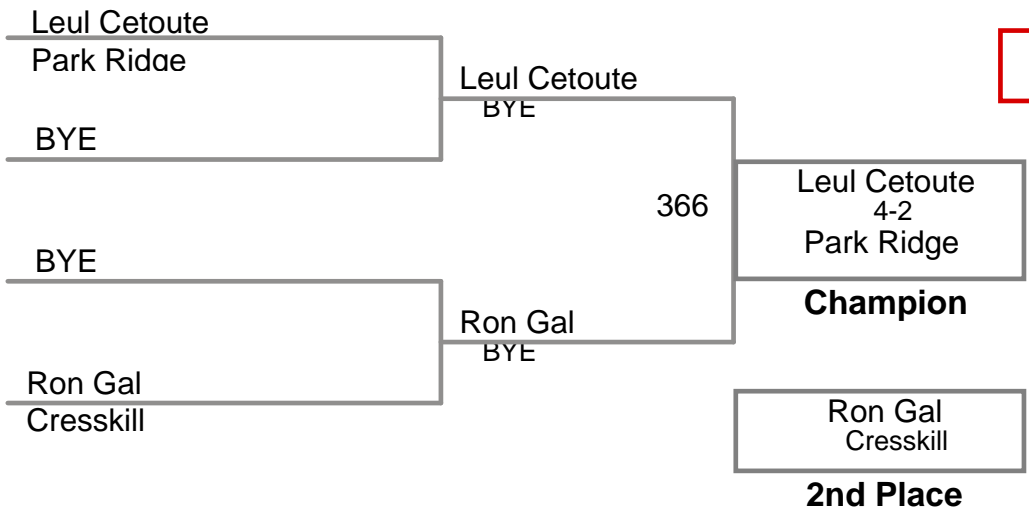 Leul Cetoute
Park Ridge
BYE
BYE
Ron Gal
Cresskill
Leul Cetoute
BYE
366
Ron Gal
BYE
Leul Cetoute
4-2
Park Ridge
Champion
Ron Gal
Cresskill
2nd Place